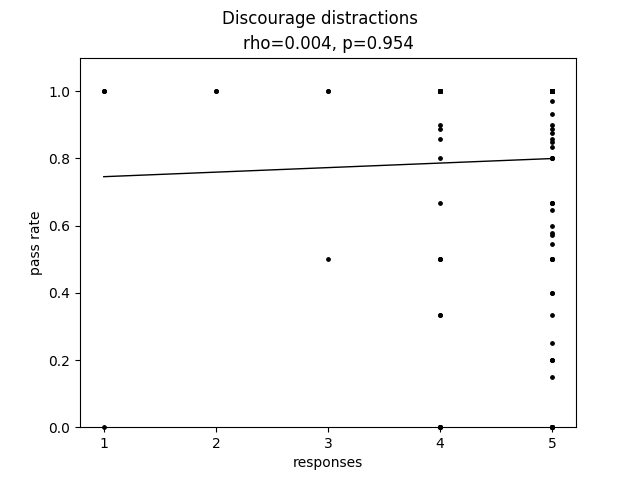 Discourage distractions
rho=0.004, p=0.954
1.0
0.8
0.6
0.4
0.2
0.0
pass rate
1 2 3 4 5
responses